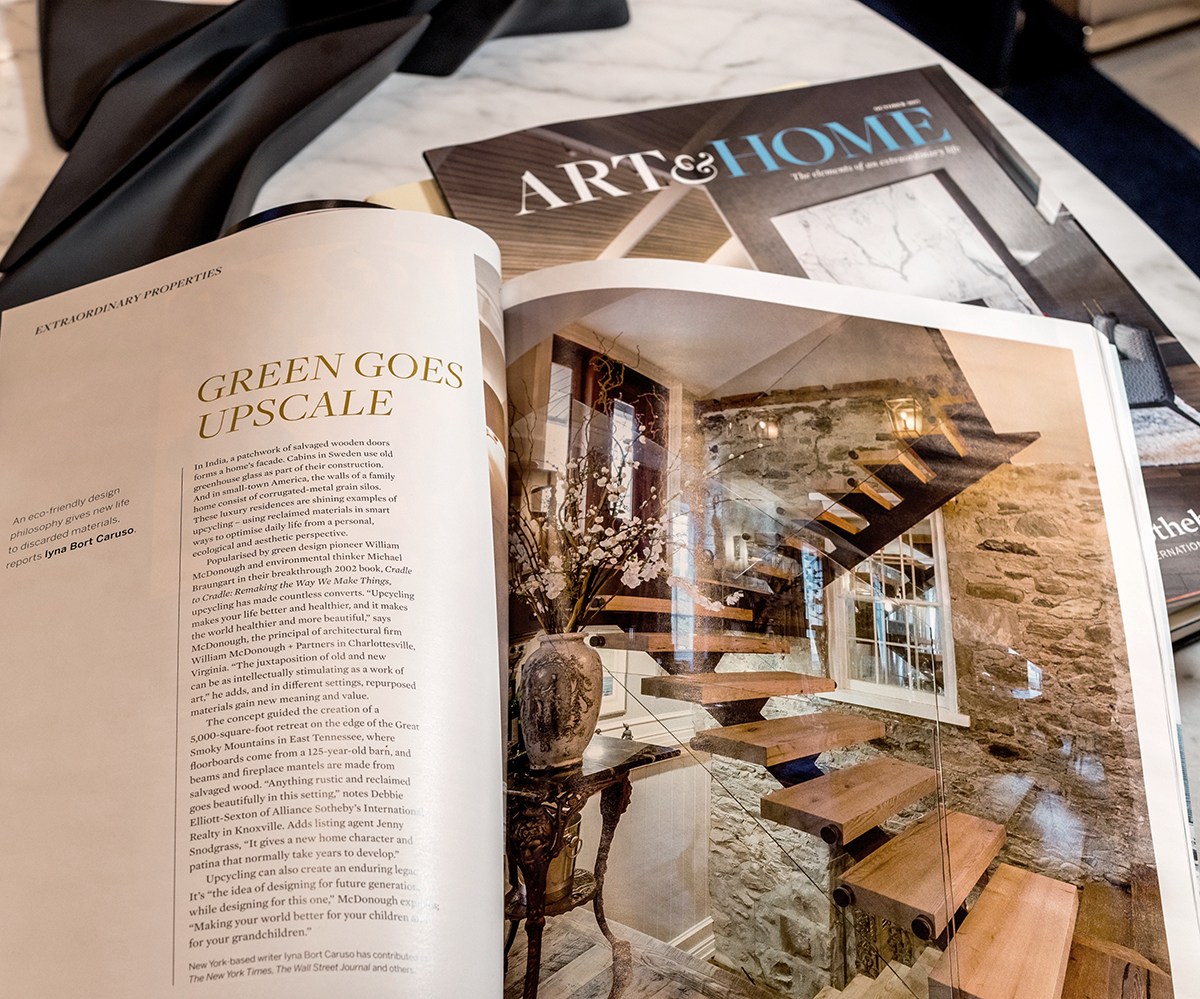 OCTOBER 2017
ART & HOME
The elements of an extraordinary life
EXTRAORDINARY PROPERTIES
GREEN GOES
UPSCALE
An eco-friendly design
philosophy gives new life
to discarded materials,
reports Iyna Bort Caruso.
In India, a patchwork of salvaged wooden doors
forms a home's facade. Cabins in Sweden use old
greenhouse glass as part of their construction.
And in small-town America, the walls of a family
home consist of corrugated-metal grain silos.
These luxury residences are shining examples of
upcycling – using reclaimed materials in smart
ways to optimise daily life from a personal,
ecological and aesthetic perspective.
Popularised by green design pioneer William
McDonough and environmental thinker Michael
Braungart in their breakthrough 2002 book, Cradle
to Cradle: Remaking the Way We Make Things,
upcycling has made countless converts. “Upcycling
makes your life better and healthier, and it makes
the world healthier and more beautiful,” says
McDonough, the principal of architectural firm
William McDonough + Partners in Charlottesville,
Virginia. “The juxtaposition of old and new
can be as intellectually stimulating as a work of
art,” he adds, and in different settings, repurposed
materials gain new meaning and value.
The concept guided the creation of a
5,000-square-foot retreat on the edge of the Great
Smoky Mountains in East Tennessee, where
floorboards come from a 125-year-old barn, and
beams and fireplace mantels are made from
salvaged wood. “Anything rustic and reclaimed
goes beautifully in this setting,” notes Debbie
Elliott-Sexton of Alliance Sotheby's International
Realty in Knoxville. Adds listing agent Jenny
Snodgrass, “It gives a new home character and
patina that normally take years to develop.”
Upcycling can also create an enduring
It's “the idea of designing for future
while designing for this one,” McDonough
“Making your world better for your children
for your grandchildren.”
New York-based writer Iyna Bort Caruso has
The New York Times, The Wall Street Journal and others.